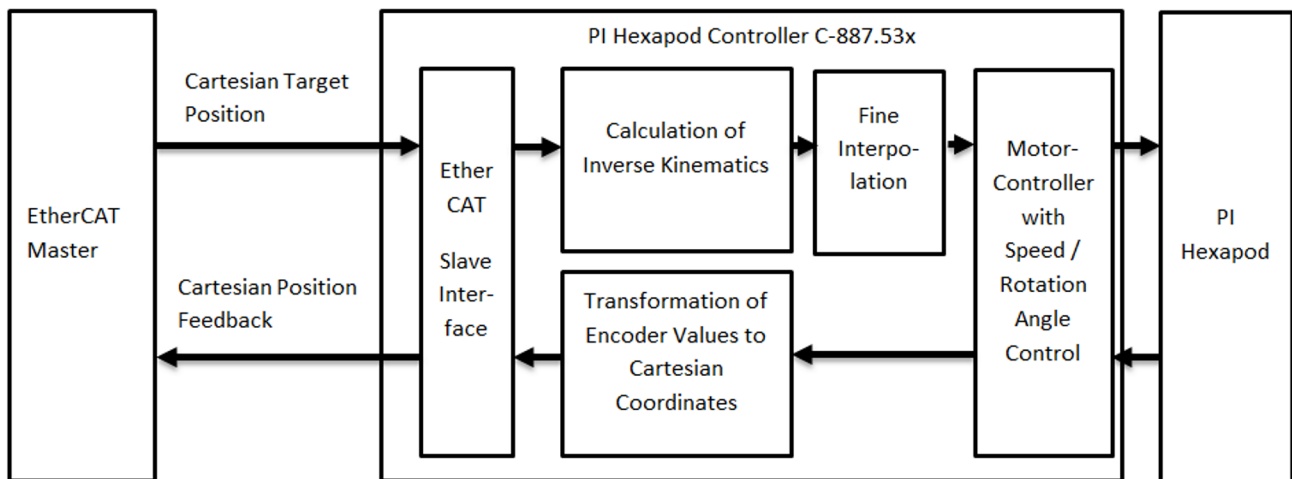 PI Hexapod Controller C-887.53x
EtherCAT
Master
Cartesian Target
Position
Cartesian Position
Feedback
Ether
CAT
Slave
Inter-
face
Calculation of
Inverse Kinematics
Fine
Interpo-
lation
Transformation of
Encoder Values to
Cartesian
Coordinates
Motor-
Controller
with
Speed /
Rotation
Angle
Control
PI
Hexapod